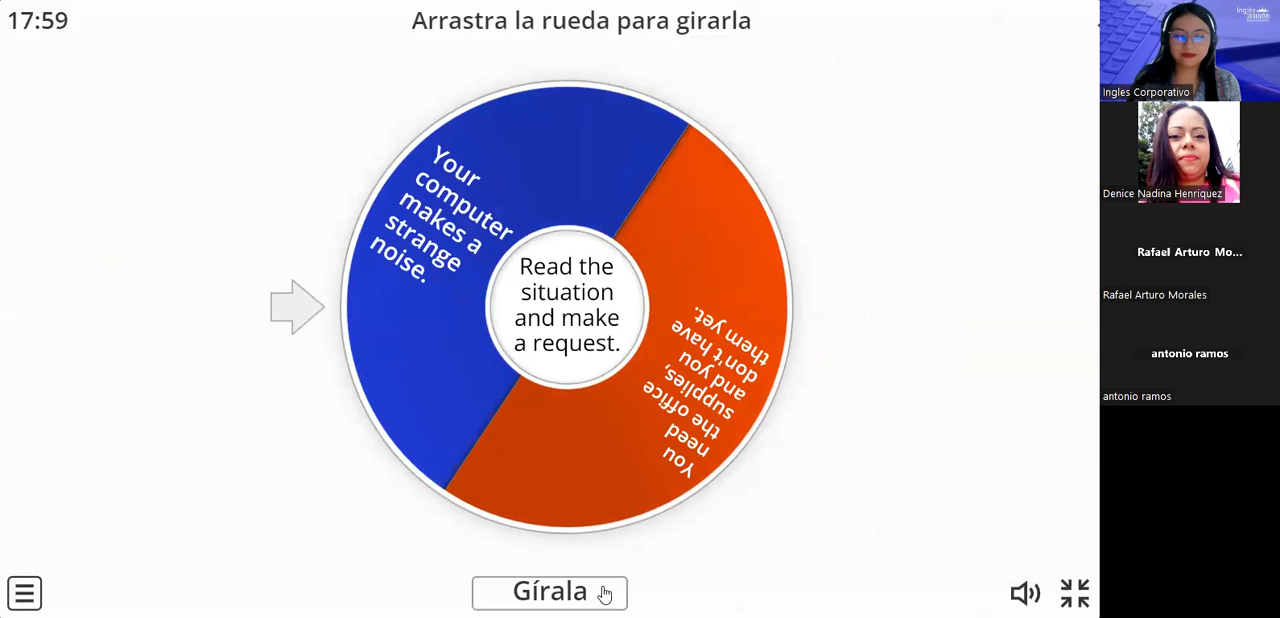 17:59
Arrastra la rueda para girarla
Your
computer
makes a
strange
noise.
Read the
situation
and make
a request.
You
need
the office
supplies,
and you
don't have
them yet.
Gírala
Ingles Corporativo
Denice Nadina Henriquez
Rafael Arturo Mo...
Rafael Arturo Morales
antonio ramos
antonio ramos